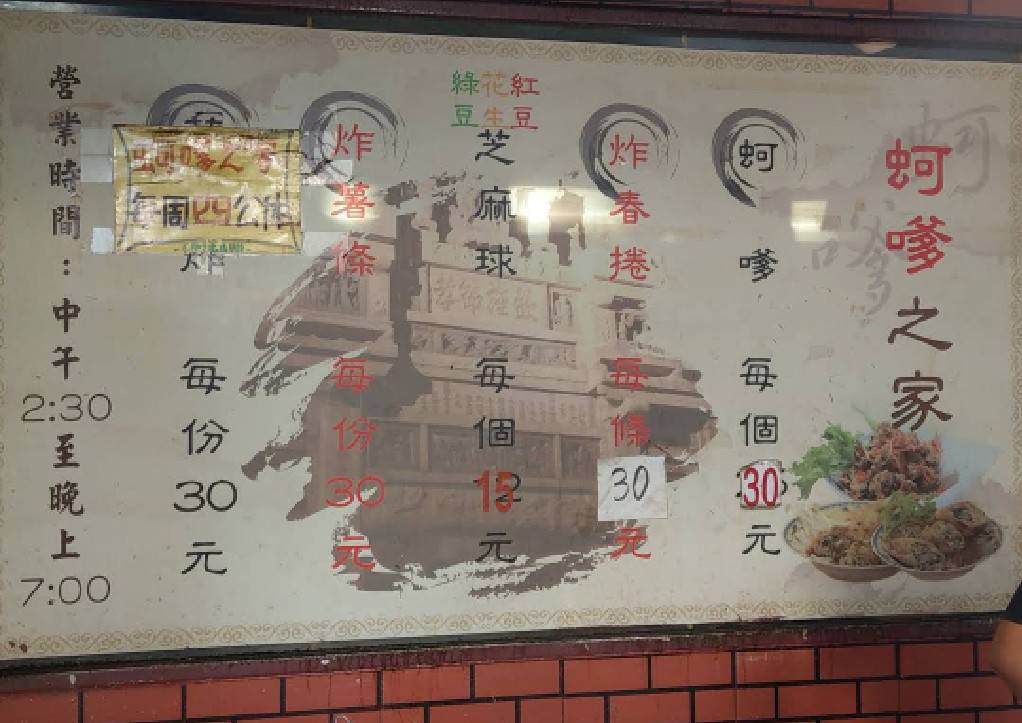 蚵嗲之家
蚵嗲
每個30元
炸春捲
每條30元
綠豆
花生
紅豆
芝麻球
每個15元
炸薯條
每份30元
炸
每份30元
蚵嗲人
每周四公休
營業時間:中午2:30至晚上7:00